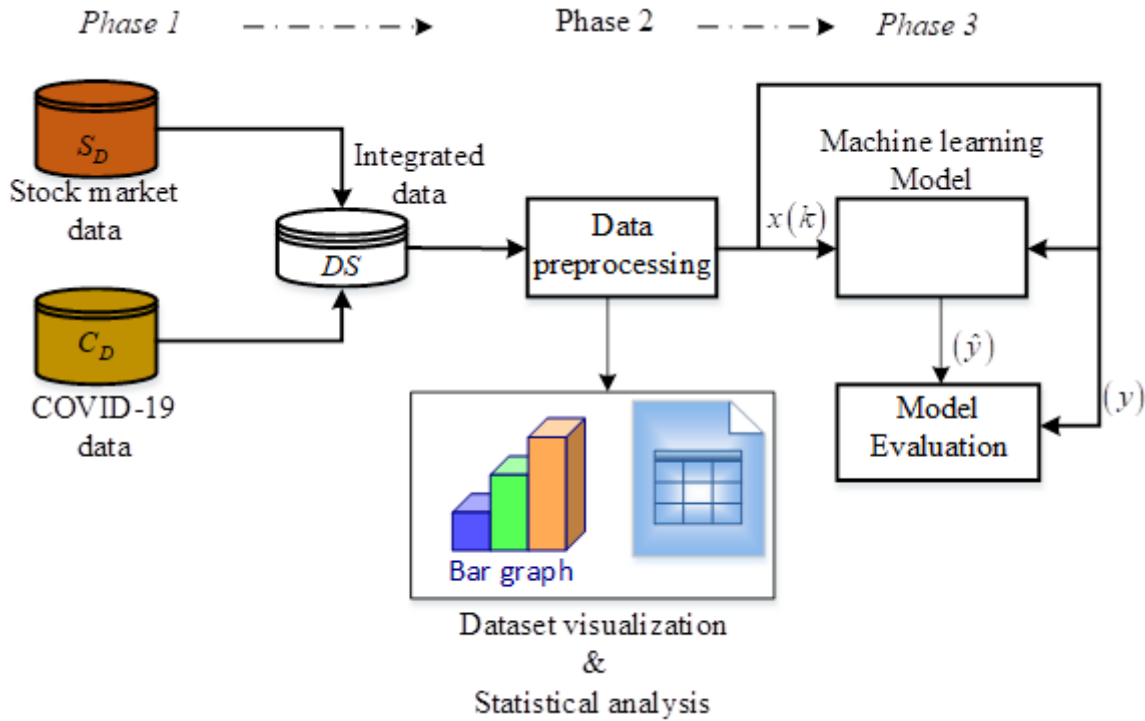 Phase 1
Phase 2
Phase 3
S_D
Stock market
data
Integrated
data
DS
C_D
COVID-19
data
Data
preprocessing
x(k)
Machine learning
Model
(ŷ)
(y)
Model
Evaluation
Bar graph
Dataset visualization
&
Statistical analysis